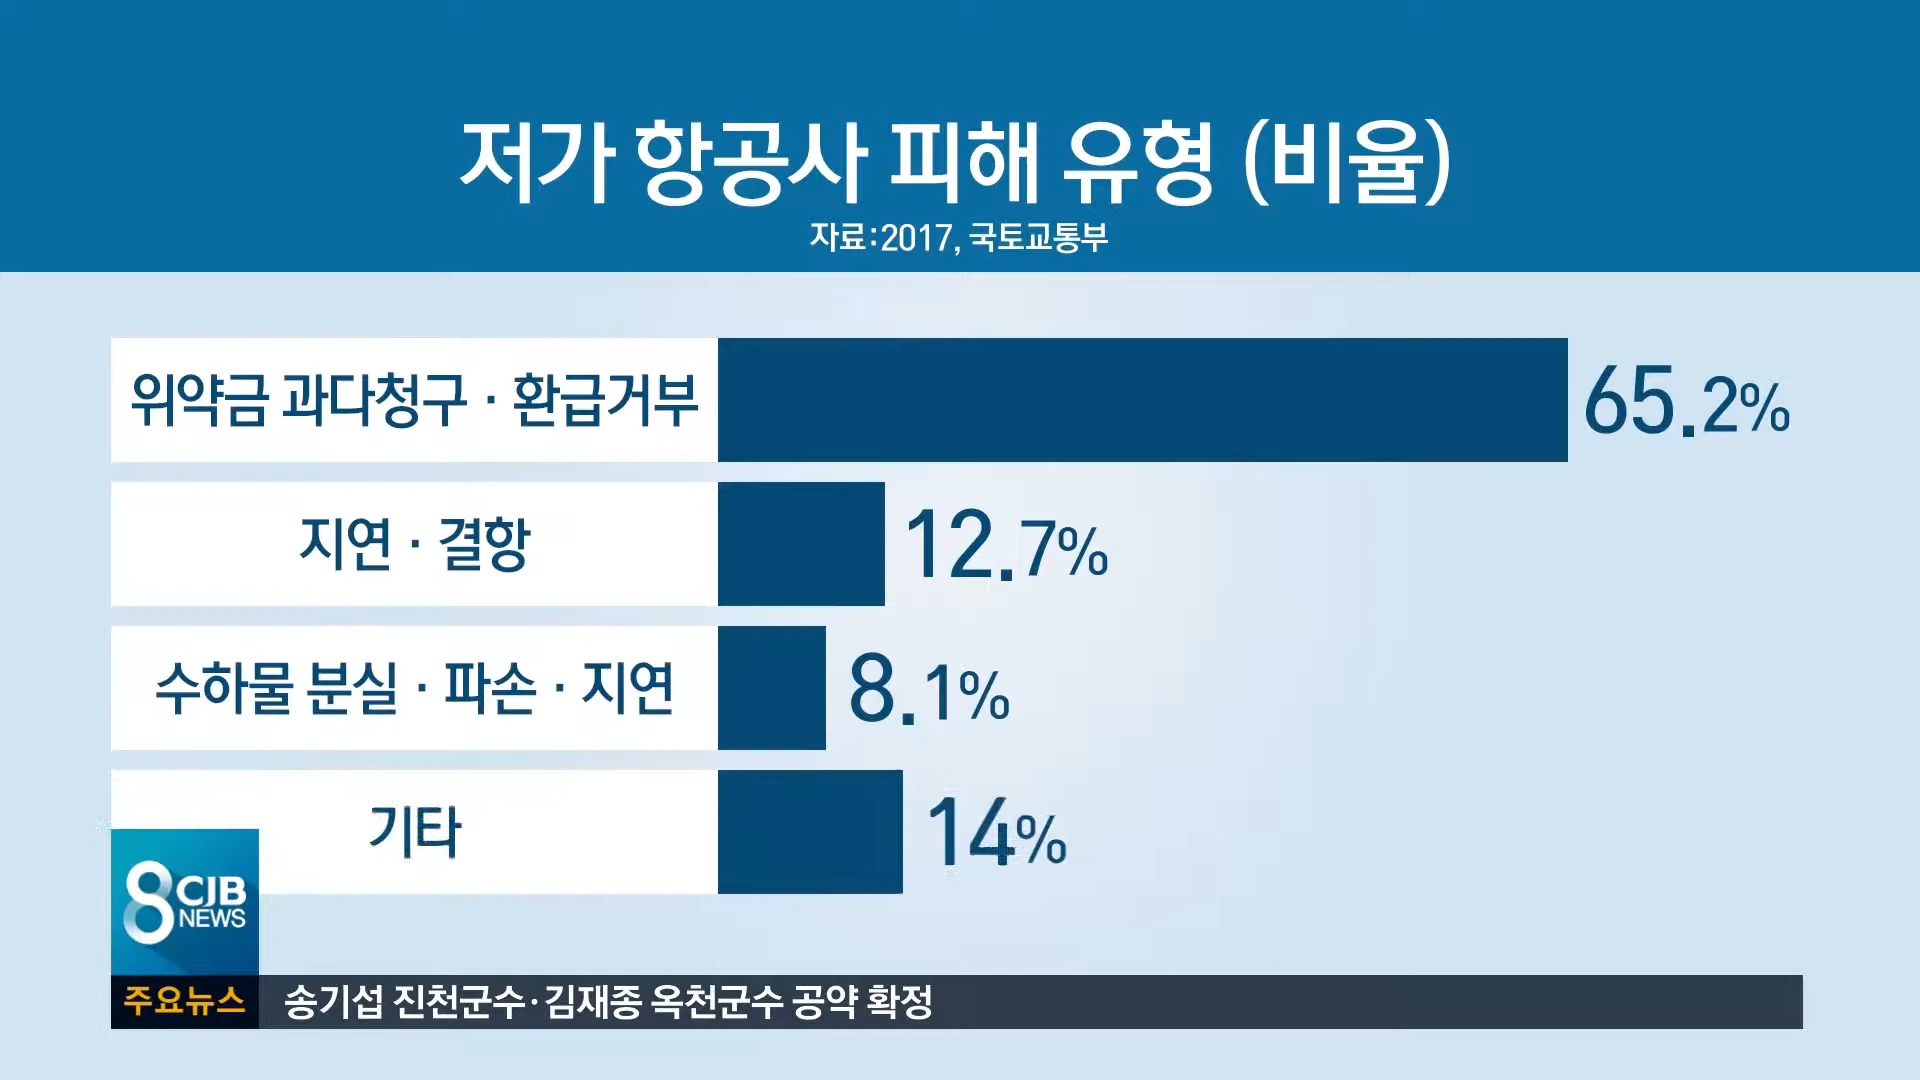 저가 항공사 피해 유형 (비율)
자료:2017, 국토교통부
위약금 과다청구 · 환급거부 65.2%
지연 · 결항 12.7%
수하물 분실 · 파손 · 지연 8.1%
기타 14%
8 CJB NEWS
주요뉴스 송기섭 진천군수·김재종 옥천군수 공약 확정